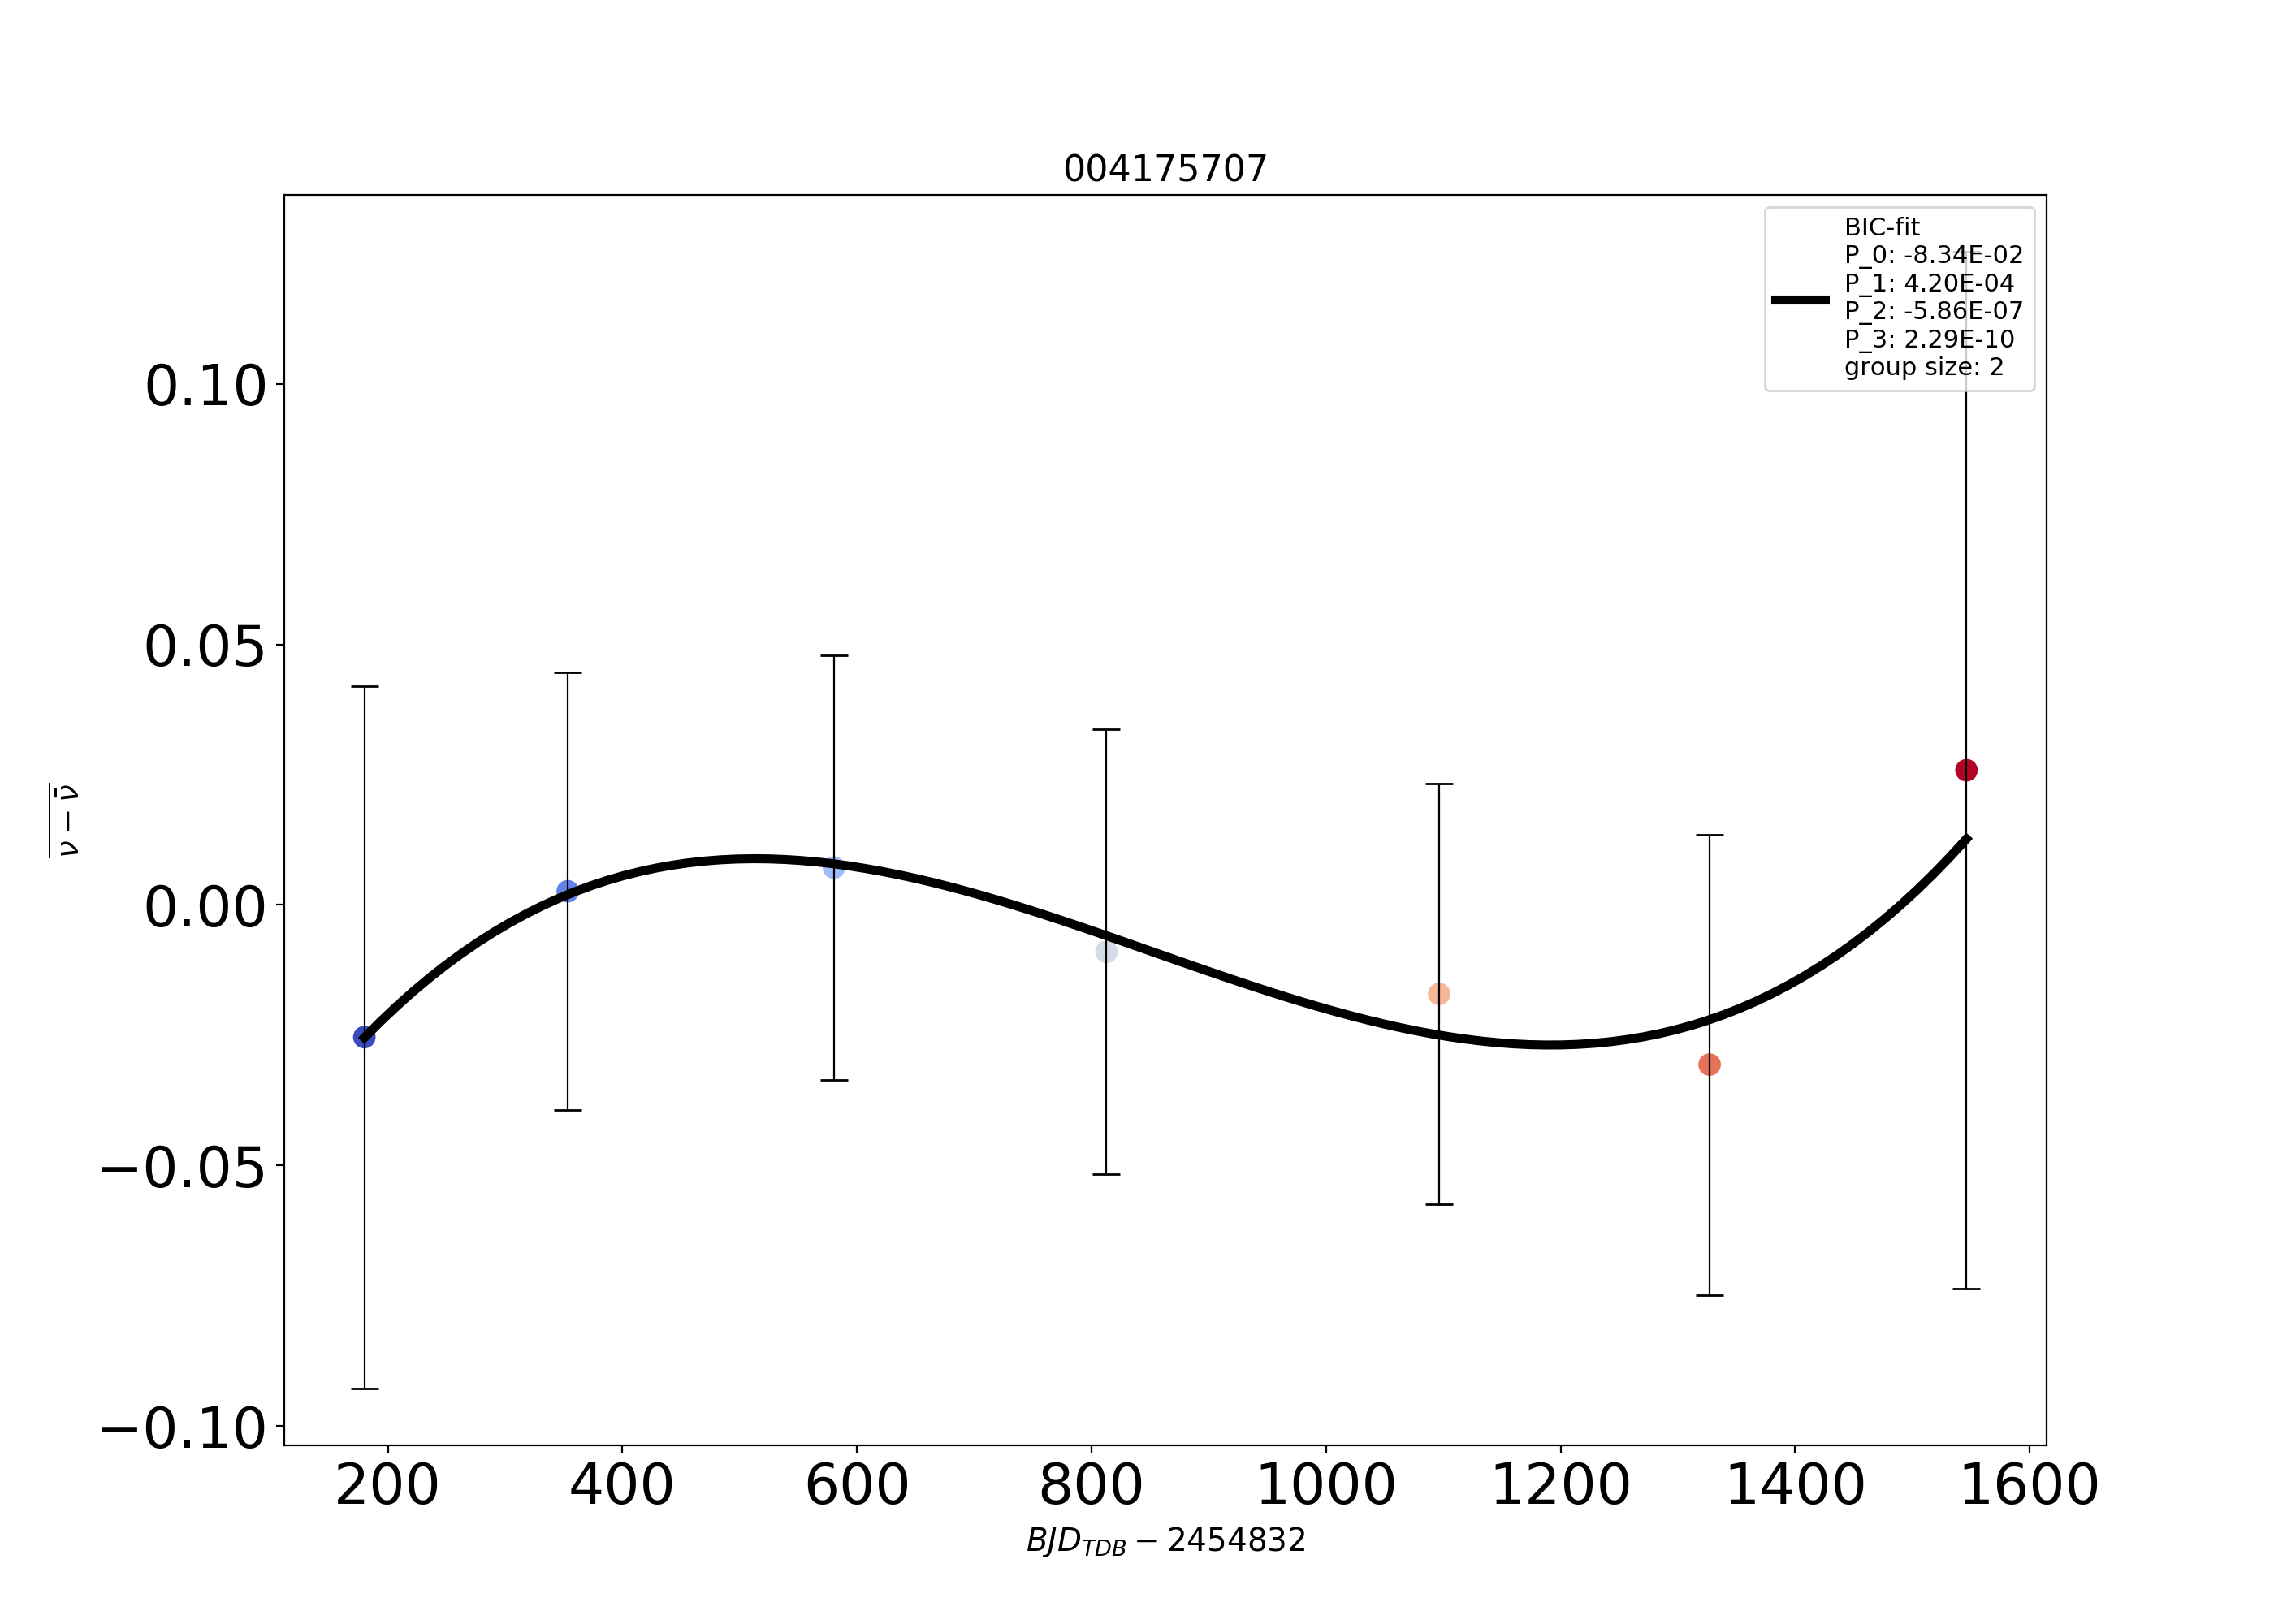 004175707
BIC-fit
P_0: -8.34E-02
P_1: 4.20E-04
P_2: -5.86E-07
P_3: 2.29E-10
group size: 2
0.10
0.05
0.00
−0.05
−0.10
ν − ν̄
200 400 600 800 1000 1200 1400 1600
BJD_TDB − 2454832